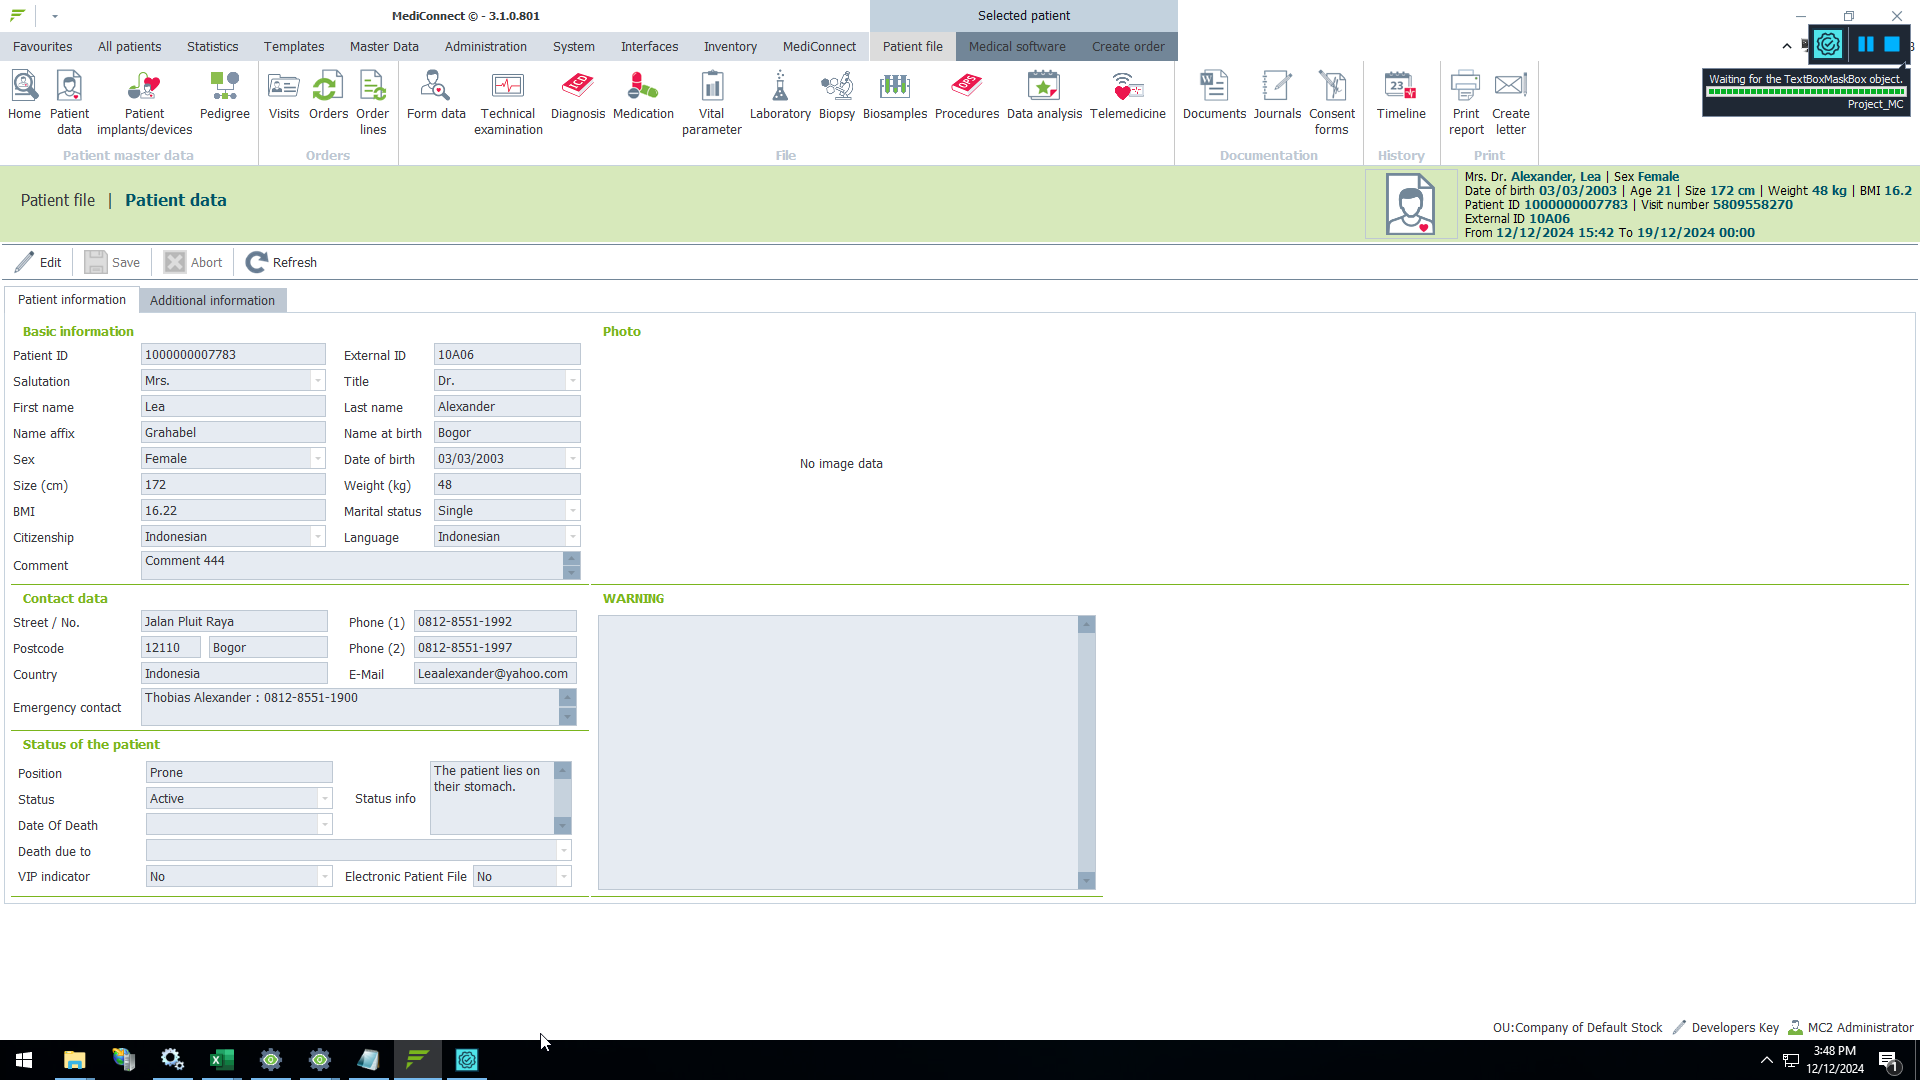 MediConnect © - 3.1.0.801
Selected patient
Favourites All patients Statistics Templates Master Data Administration System Interfaces Inventory MediConnect Patient file Medical software Create order
Waiting for the TextBoxMaskBox object.
Project_MC
Home
Patient data
Patient implants/devices
Pedigree
Visits
Orders
Order lines
Form data
Technical examination
Diagnosis
Medication
Vital parameter
Laboratory
Biopsy
Biosamples
Procedures
Data analysis
Telemedicine
Documents
Journals
Consent forms
Timeline
Print report
Create letter
Patient master data Orders File Documentation History Print
Patient file | Patient data
Mrs. Dr. Alexander, Lea | Sex Female
Date of birth 03/03/2003 | Age 21 | Size 172 cm | Weight 48 kg | BMI 16.2
Patient ID 1000000007783 | Visit number 5809558270
External ID 10A06
From 12/12/2024 15:42 To 19/12/2024 00:00
Edit Save Abort Refresh
Patient information Additional information
Basic information
Patient ID 1000000007783 External ID 10A06
Salutation Mrs. Title Dr.
First name Lea Last name Alexander
Name affix Grahabel Name at birth Bogor
Sex Female Date of birth 03/03/2003
Size (cm) 172 Weight (kg) 48
BMI 16.22 Marital status Single
Citizenship Indonesian Language Indonesian
Comment Comment 444
Photo
No image data
Contact data
Street / No. Jalan Pluit Raya Phone (1) 0812-8551-1992
Postcode 12110 Bogor Phone (2) 0812-8551-1997
Country Indonesia E-Mail Leaalexander@yahoo.com
Emergency contact Thobias Alexander : 0812-8551-1900
WARNING
Status of the patient
Position Prone
Status Active Status info The patient lies on
their stomach.
Date Of Death
Death due to
VIP indicator No Electronic Patient File No
OU:Company of Default Stock Developers Key MC2 Administrator
3:48 PM
12/12/2024
1